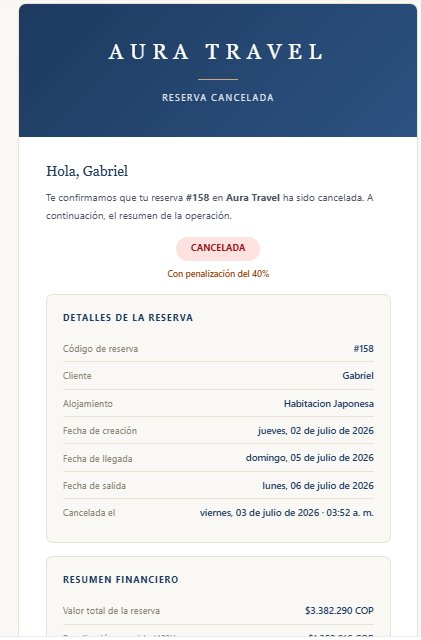 AURA TRAVEL
RESERVA CANCELADA
Hola, Gabriel
Te confirmamos que tu reserva #158 en Aura Travel ha sido cancelada. A
continuación, el resumen de la operación.
CANCELADA
Con penalización del 40%
DETALLES DE LA RESERVA
Código de reserva #158
Cliente Gabriel
Alojamiento Habitacion Japonesa
Fecha de creación jueves, 02 de julio de 2026
Fecha de llegada domingo, 05 de julio de 2026
Fecha de salida lunes, 06 de julio de 2026
Cancelada el viernes, 03 de julio de 2026 · 03:52 a. m.
RESUMEN FINANCIERO
Valor total de la reserva $3.382.290 COP